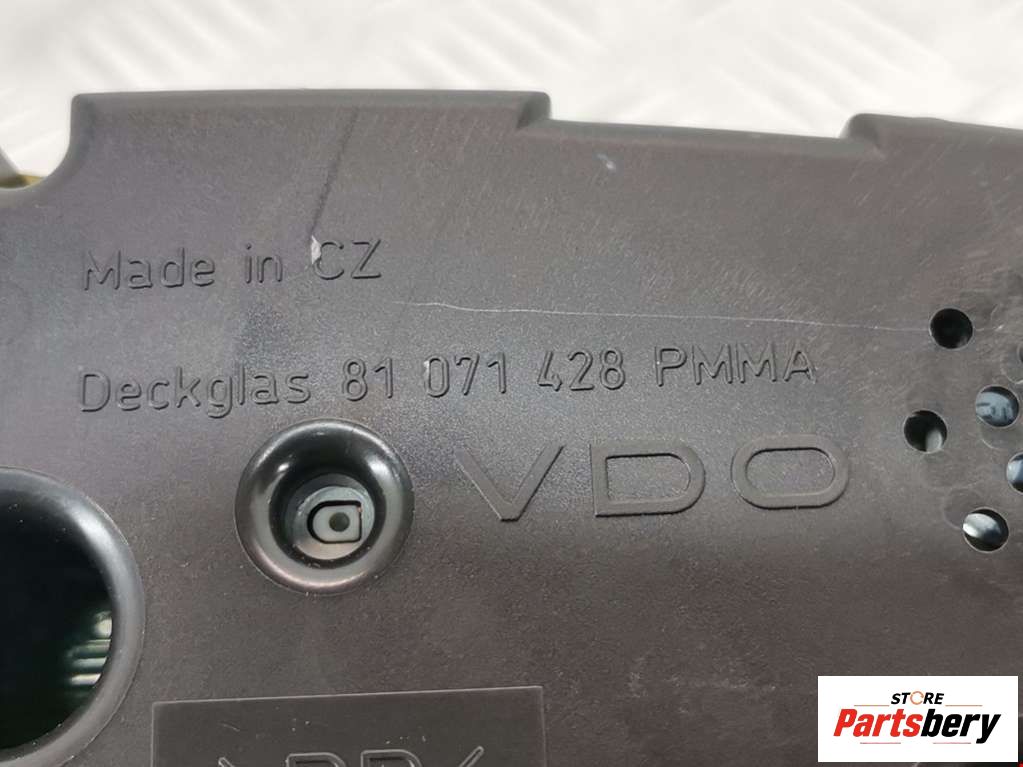 Made in CZ
Deckglas 81 071 428 PMMA
VDO
STORE
Partsbery